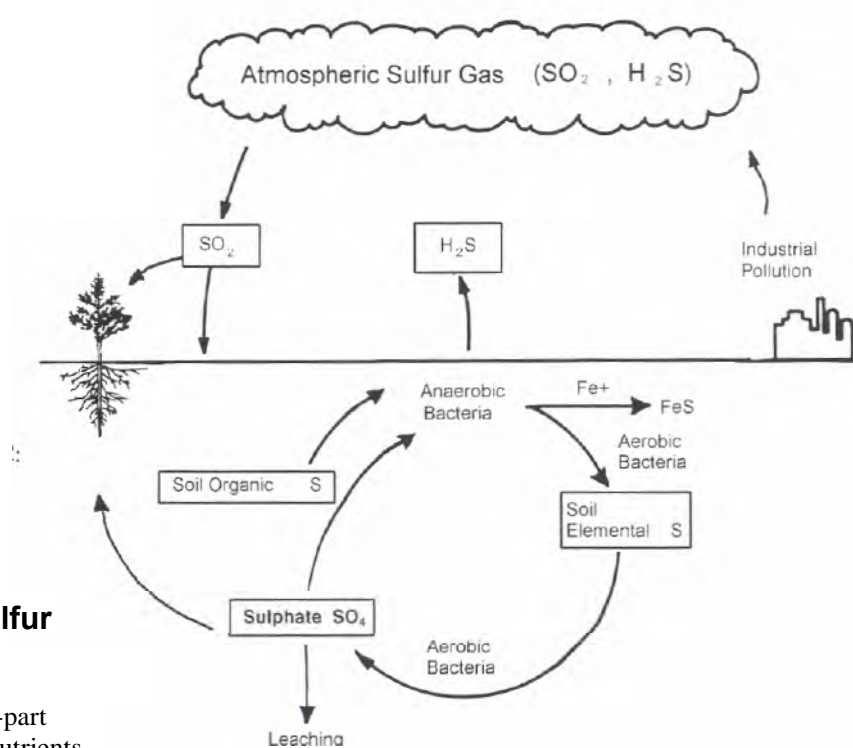 Atmospheric Sulfur Gas (SO₂ , H₂S)
SO₂
H₂S
Industrial
Pollution
Anaerobic
Bacteria
Fe+
FeS
Aerobic
Bacteria
Soil Organic S
Soil
Elemental S
Sulphate SO₄
Aerobic
Bacteria
Leaching
lfur
-part